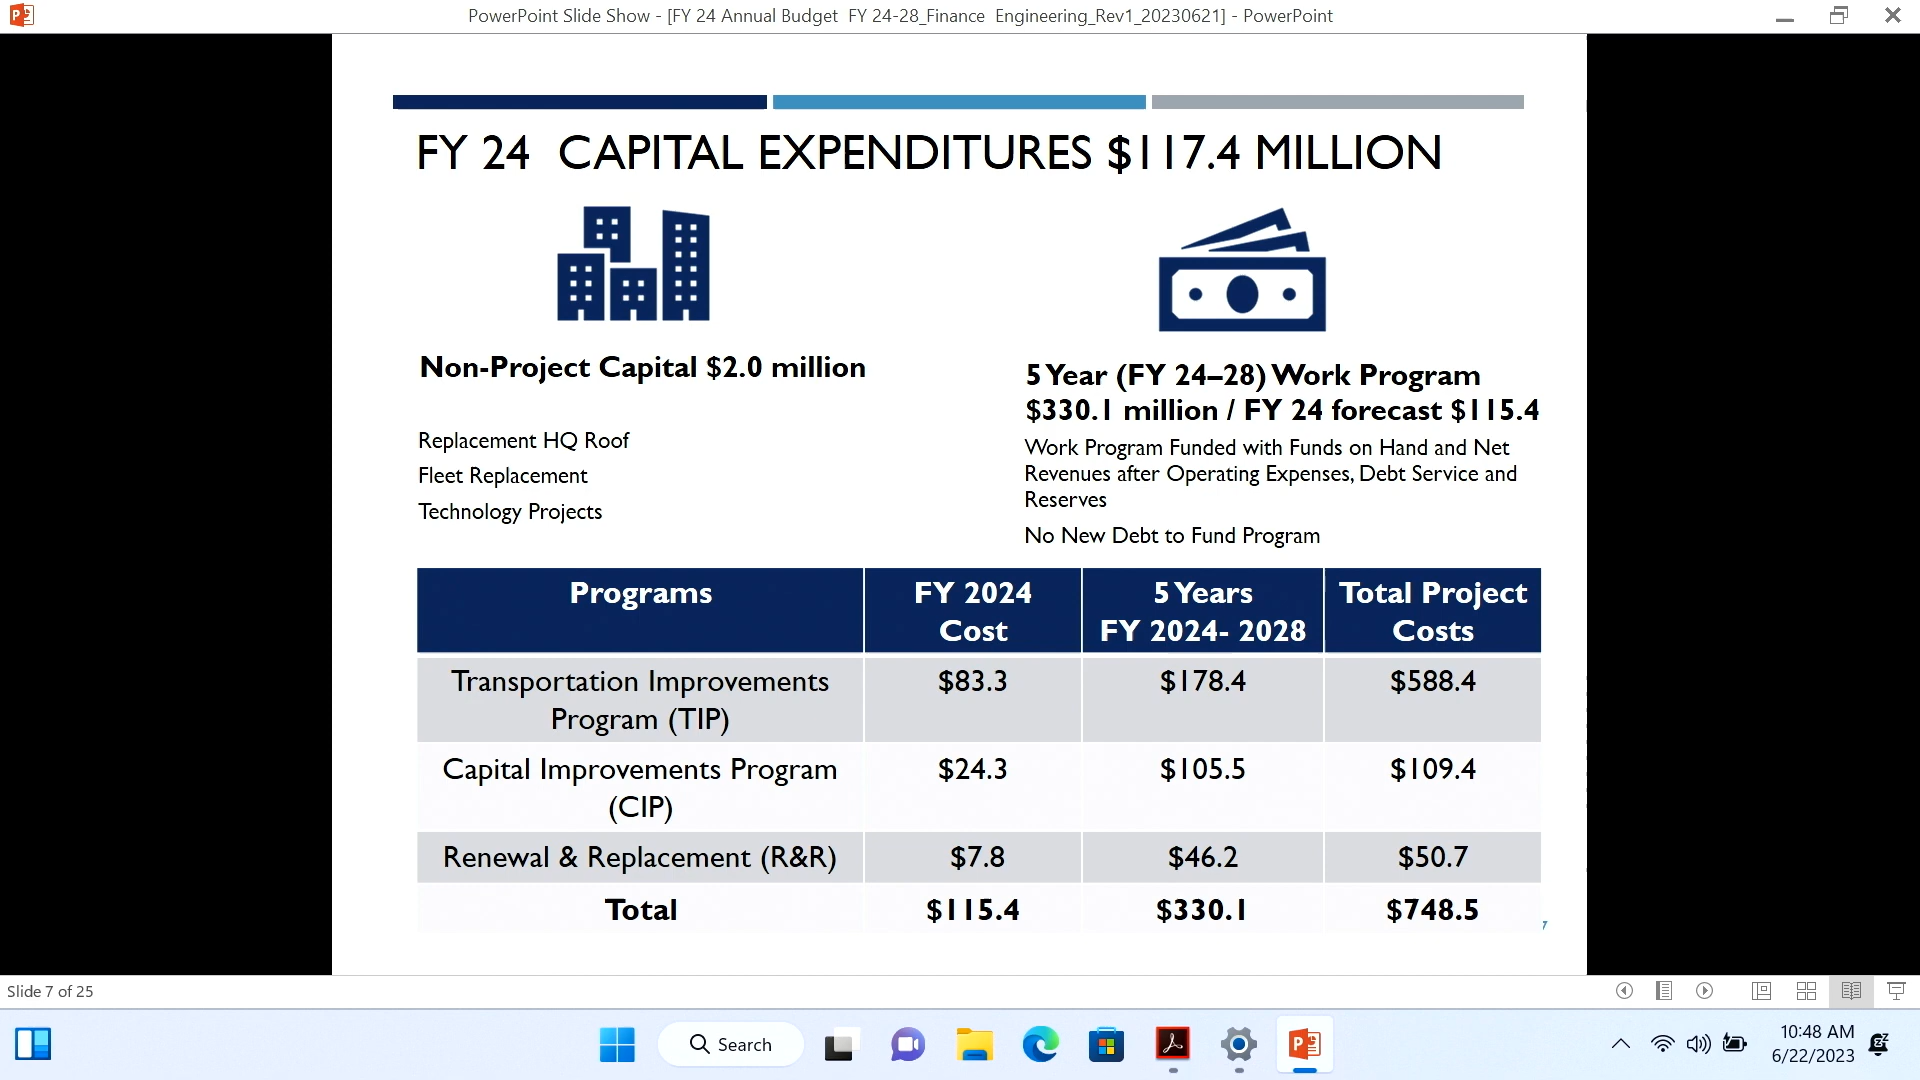 PowerPoint Slide Show - [FY 24 Annual Budget  FY 24-28_Finance  Engineering_Rev1_20230621] - PowerPoint
FY 24  CAPITAL EXPENDITURES $117.4 MILLION
Non-Project Capital $2.0 million
Replacement HQ Roof
Fleet Replacement
Technology Projects
5 Year (FY 24–28) Work Program
$330.1 million / FY 24 forecast $115.4
Work Program Funded with Funds on Hand and Net
Revenues after Operating Expenses, Debt Service and
Reserves
No New Debt to Fund Program
Programs
FY 2024
Cost
5 Years
FY 2024- 2028
Total Project
Costs
Transportation Improvements
Program (TIP)
$83.3
$178.4
$588.4
Capital Improvements Program
(CIP)
$24.3
$105.5
$109.4
Renewal & Replacement (R&R)
$7.8
$46.2
$50.7
Total
$115.4
$330.1
$748.5
7
Slide 7 of 25
Search
10:48 AM
6/22/2023